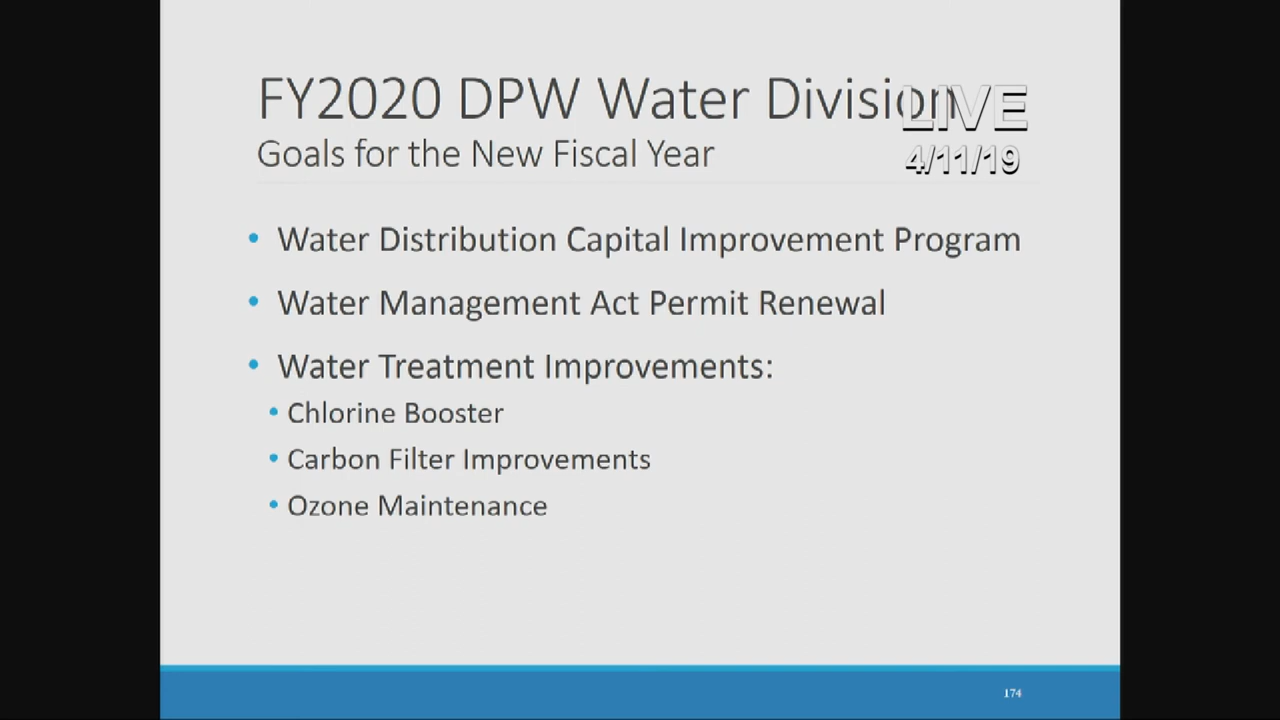 FY2020 DPW Water Division
LIVE
Goals for the New Fiscal Year
4/11/19
• Water Distribution Capital Improvement Program
• Water Management Act Permit Renewal
• Water Treatment Improvements:
• Chlorine Booster
• Carbon Filter Improvements
• Ozone Maintenance
174